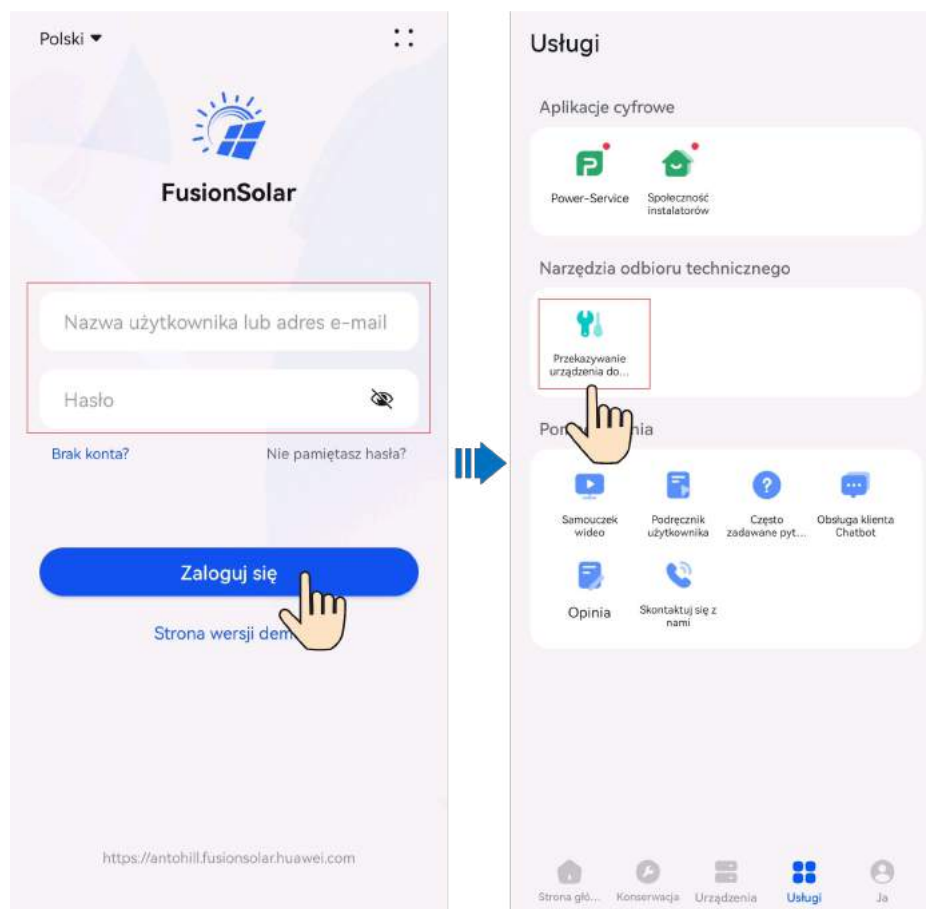 Polski
FusionSolar
Nazwa użytkownika lub adres e-mail
Hasło
Brak konta?
Nie pamiętasz hasła?
Zaloguj się
Strona wersji dem
https://antohill.fusionsolar.huawei.com
Usługi
Aplikacje cyfrowe
Power-Service
Społeczność
instalatorów
Narzędzia odbioru technicznego
Przekazywanie
urządzenia do...
Samouczek
wideo
Podręcznik
użytkownika
Często
zadawane pyt...
Obsługa klienta
Chatbot
Opinia
Skontaktuj się z
nami
Strona głó...
Konserwacja
Urządzenia
Usługi
Ja